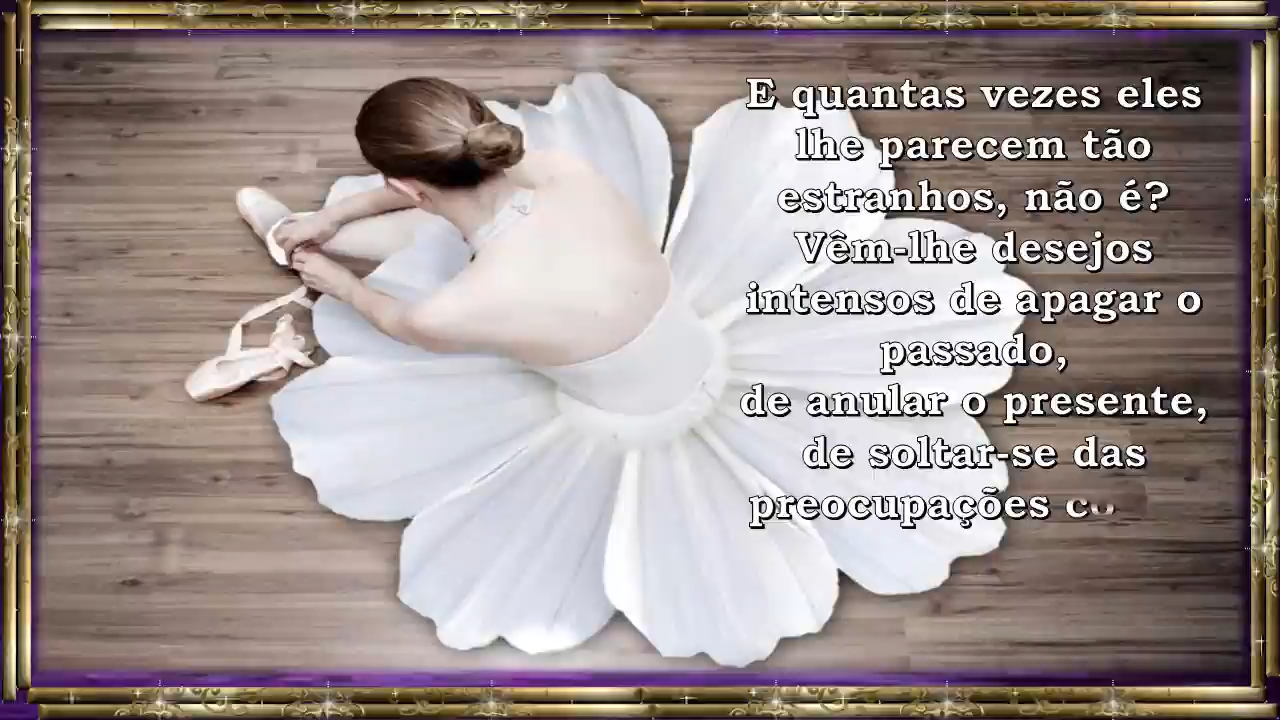 E quantas vezes eles
lhe parecem tão
estranhos, não é?
Vêm-lhe desejos
intensos de apagar o
passado,
de anular o presente,
de soltar-se das
preocupações